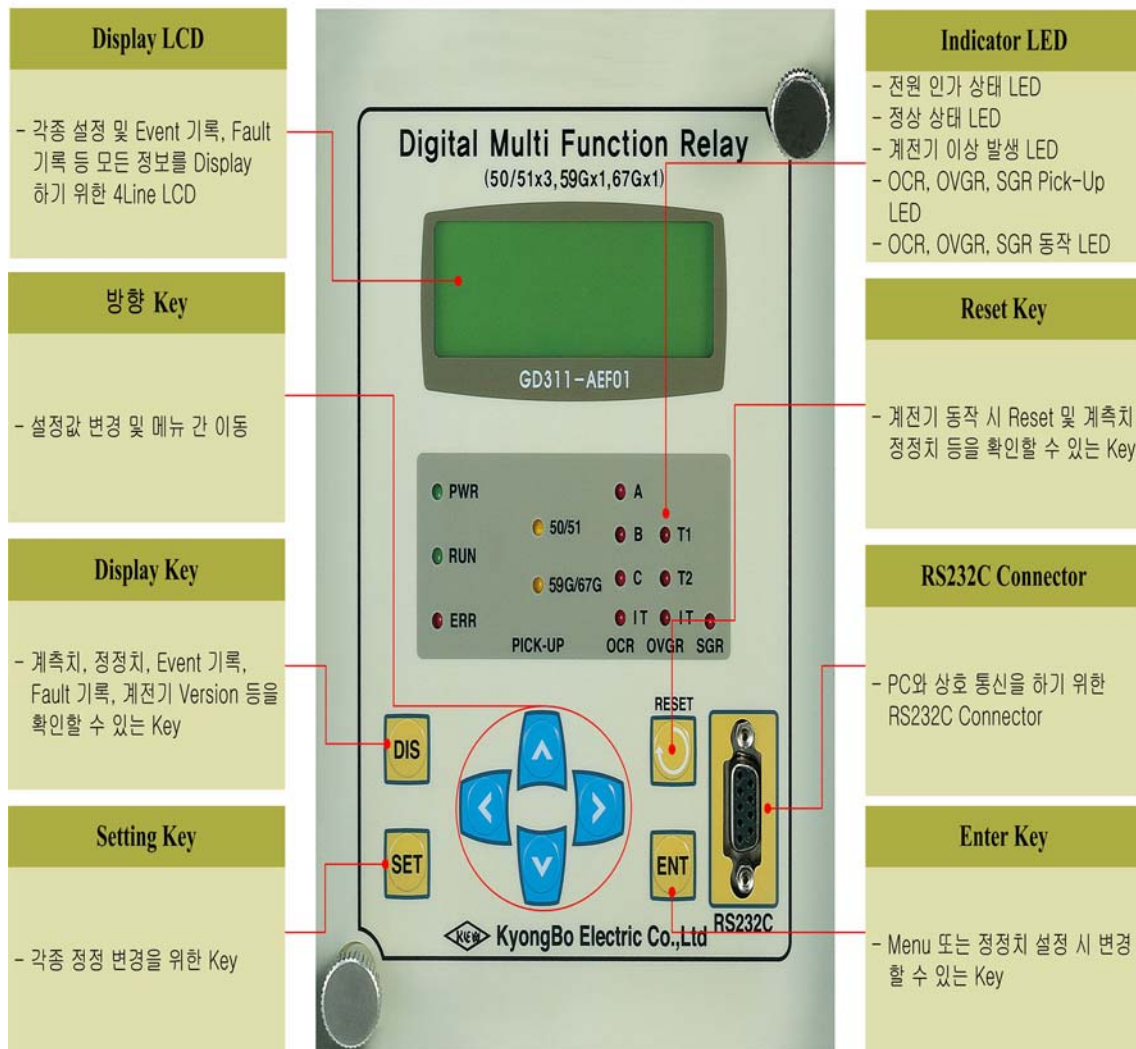 Display LCD
- 각종 설정 및 Event 기록, Fault
기록 등 모든 정보를 Display
하기 위한 4Line LCD
방향 Key
- 설정값 변경 및 메뉴 간 이동
Display Key
- 계측치, 정정치, Event 기록,
Fault 기록, 계전기 Version 등을
확인할 수 있는 Key
Setting Key
- 각종 정정 변경을 위한 Key
Digital Multi Function Relay
(50/51x3,59Gx1,67Gx1)
GD311-AEF01
PWR
RUN
ERR
50/51
59G/67G
PICK-UP
A
B
C
IT
OCR
T1
T2
IT
OVGR
SGR
DIS
SET
RESET
ENT
RS232C
KEW KyongBo Electric Co.,Ltd
Indicator LED
- 전원 인가 상태 LED
- 정상 상태 LED
- 계전기 이상 발생 LED
- OCR, OVGR, SGR Pick-Up
LED
- OCR, OVGR, SGR 동작 LED
Reset Key
- 계전기 동작 시 Reset 및 계측치,
정정치 등을 확인할 수 있는 Key
RS232C Connector
- PC와 상호 통신을 하기 위한
RS232C Connector
Enter Key
- Menu 또는 정정치 설정 시 변경
할 수 있는 Key